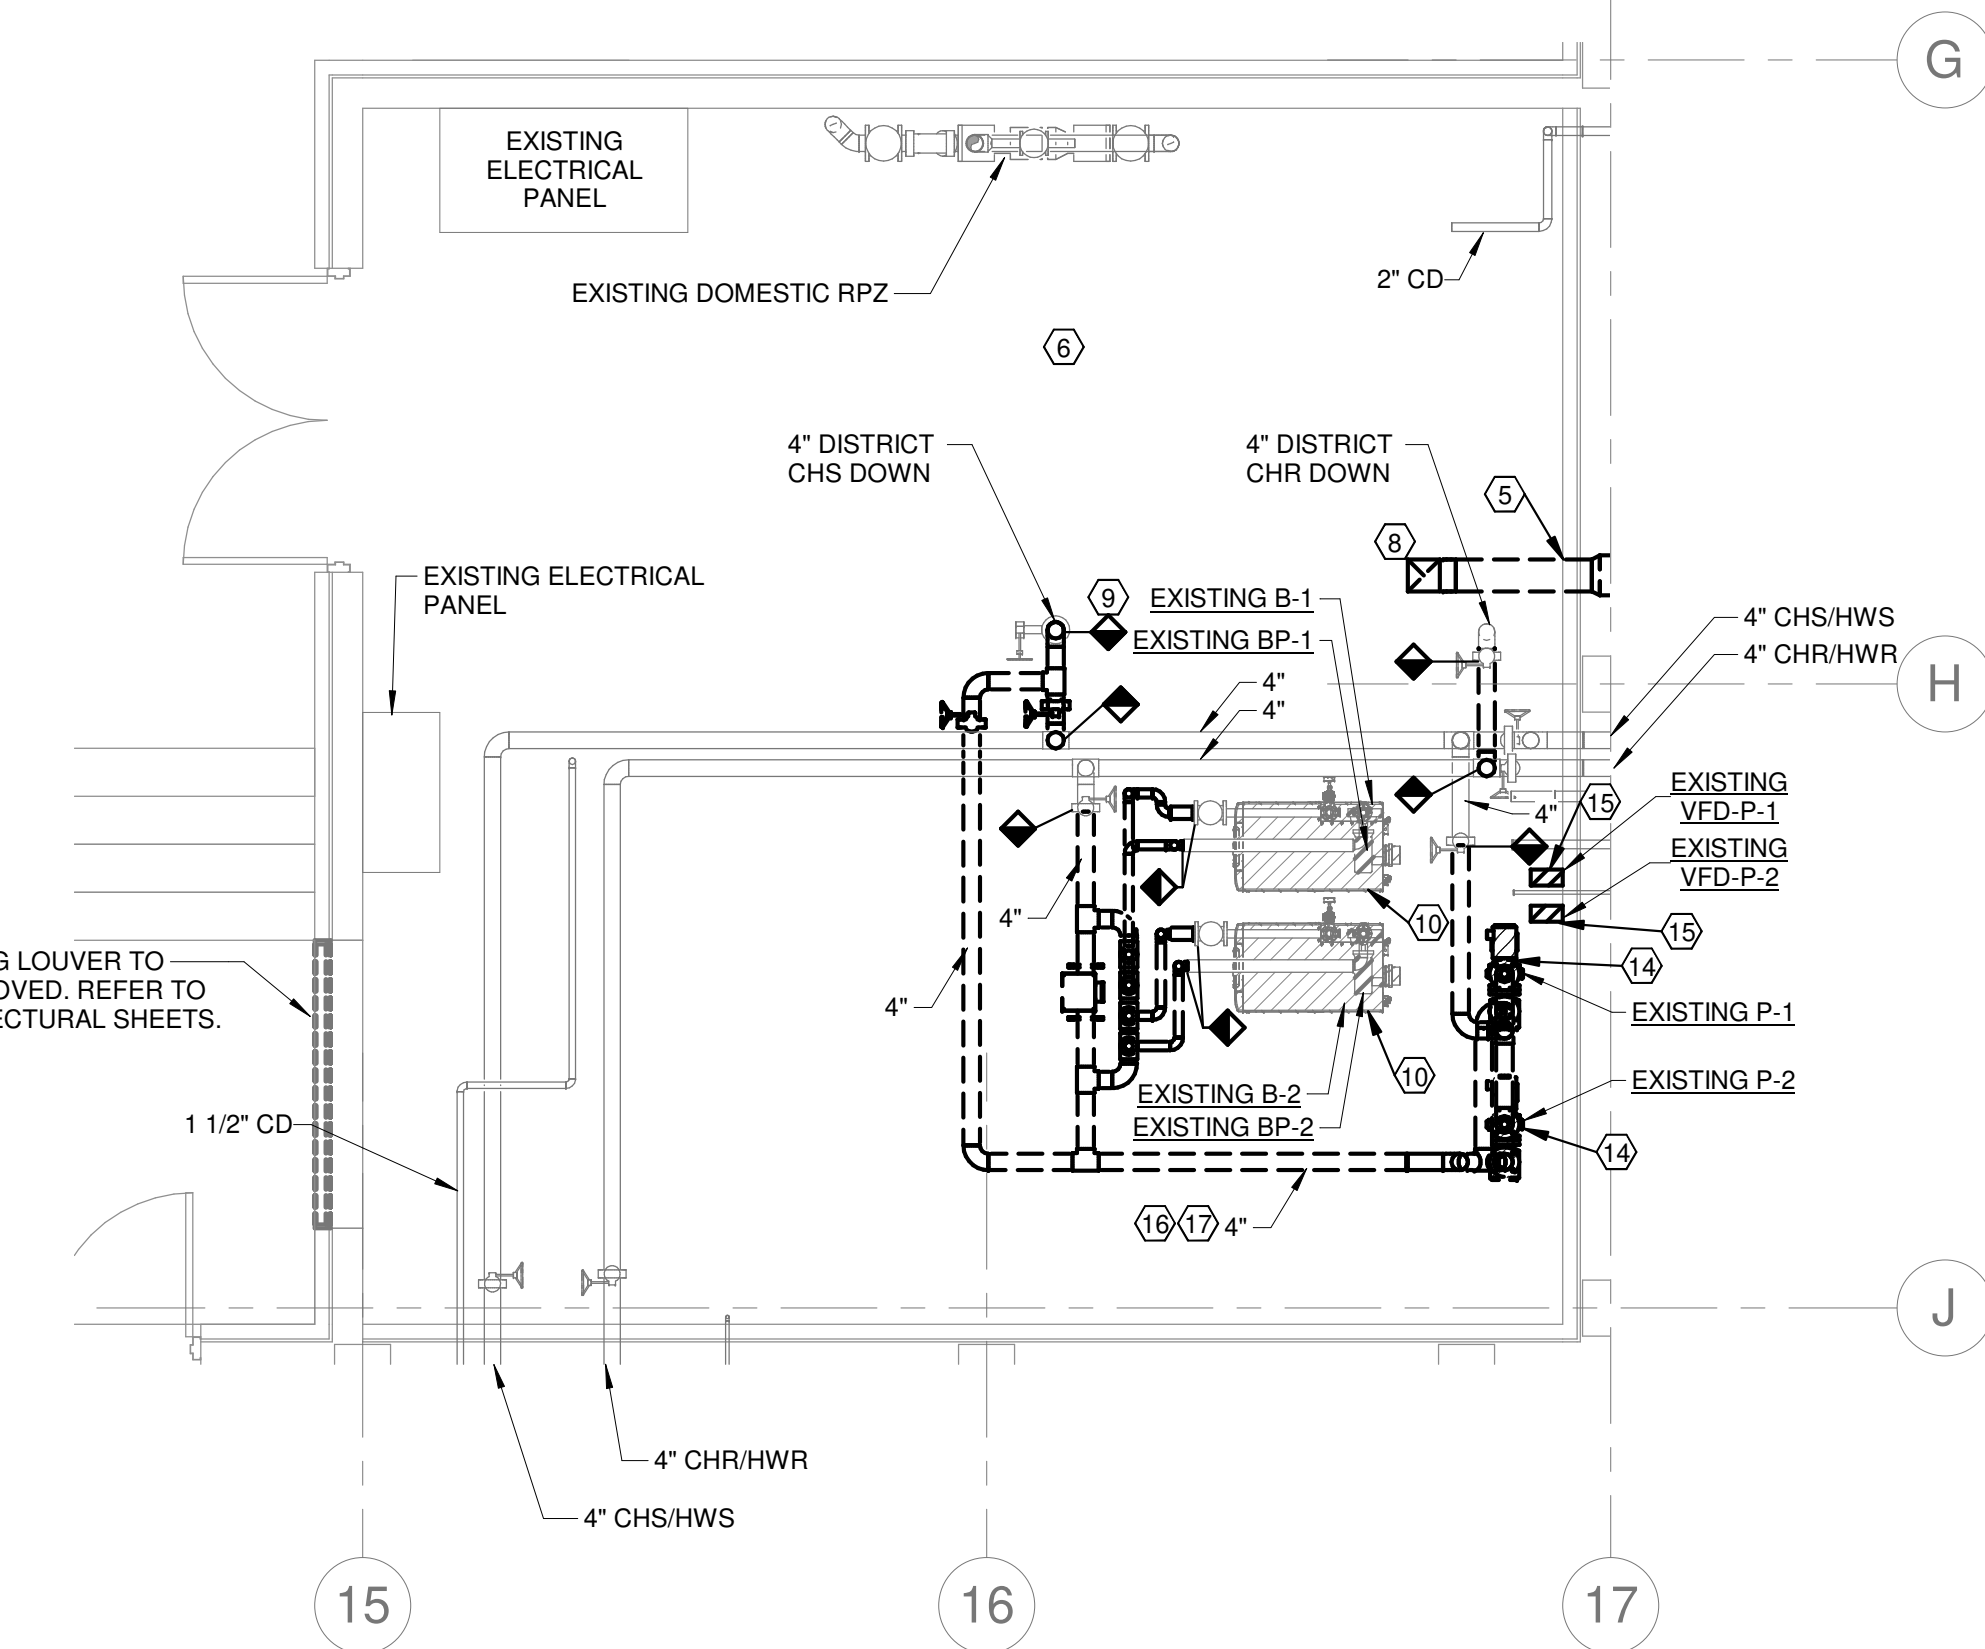 G
EXISTING
ELECTRICAL
PANEL
EXISTING DOMESTIC RPZ
2" CD
6
4" DISTRICT
CHS DOWN
4" DISTRICT
CHR DOWN
5
8
EXISTING ELECTRICAL
PANEL
9
EXISTING B-1
EXISTING BP-1
4" CHS/HWS
4" CHR/HWR
H
4"
4"
EXISTING
VFD-P-1
15
4"
EXISTING
VFD-P-2
15
4"
10
G LOUVER TO
OVED. REFER TO
ECTURAL SHEETS.
4"
14
EXISTING P-1
10
EXISTING B-2
EXISTING BP-2
EXISTING P-2
1 1/2" CD
14
16 17 4"
J
4" CHR/HWR
4" CHS/HWS
15
16
17